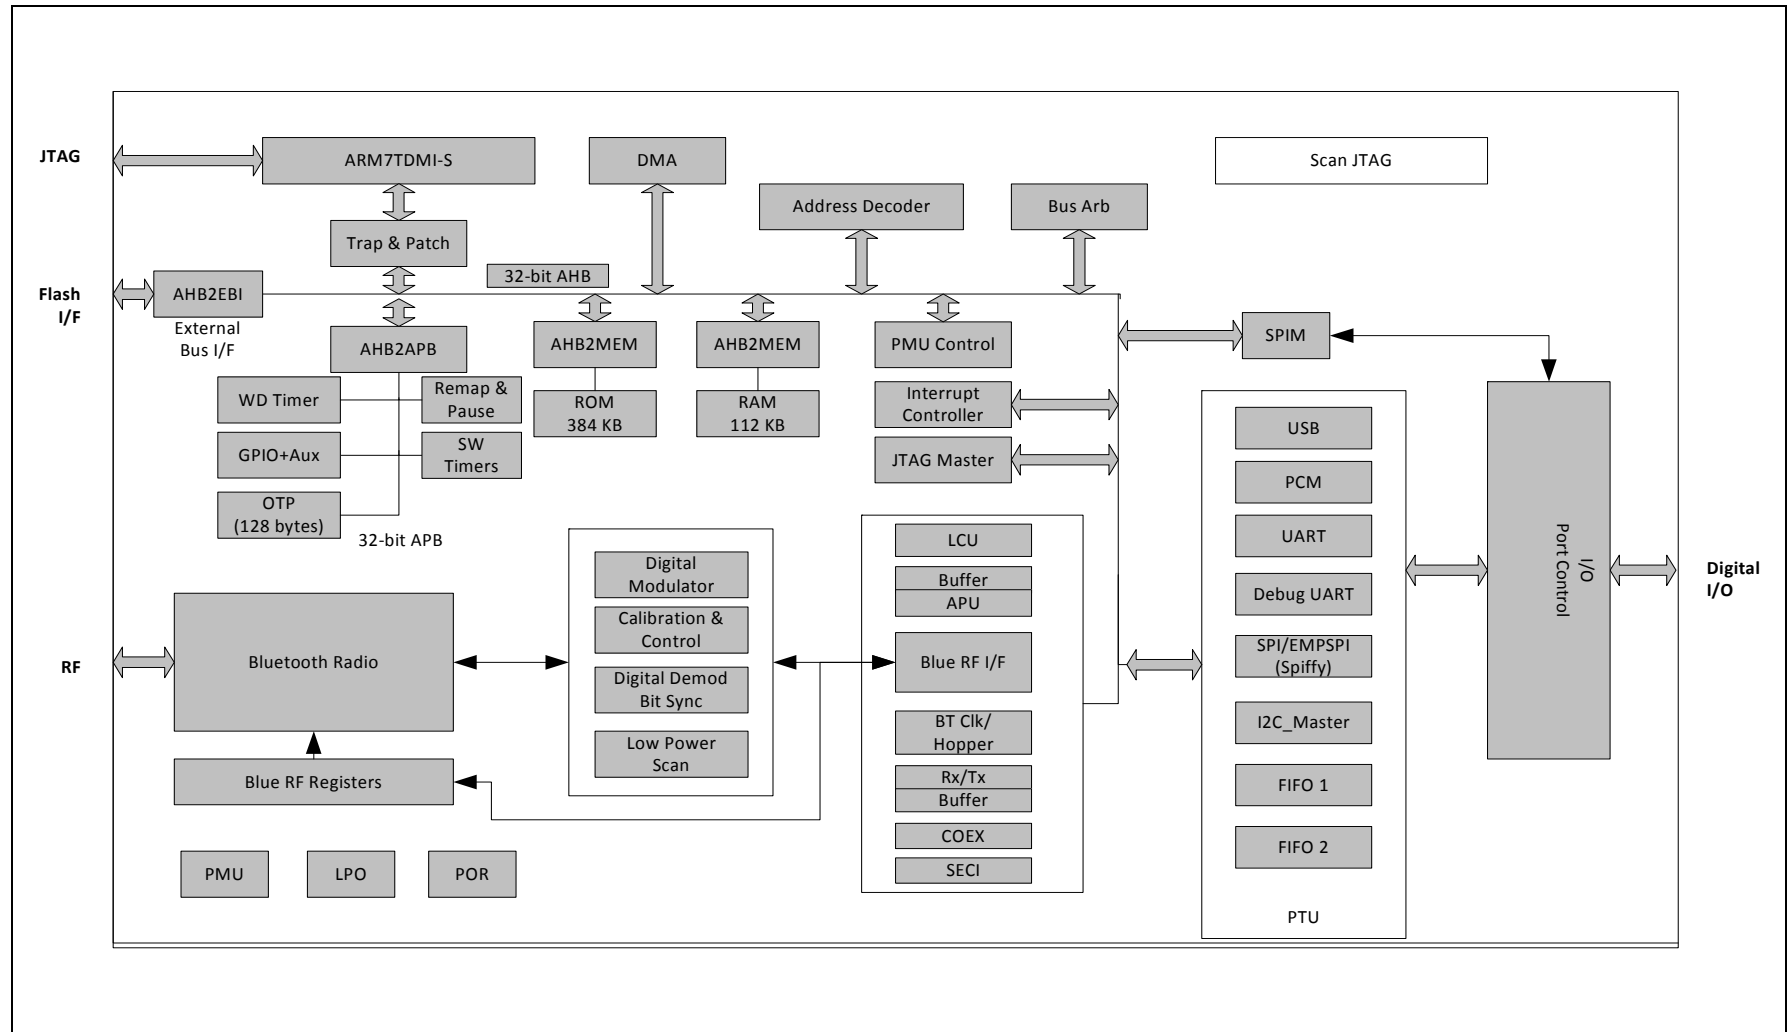 JTAG
ARM7TDMI-S
DMA
Scan JTAG
Address Decoder
Bus Arb
Trap & Patch
32-bit AHB
Flash
I/F
AHB2EBI
External
Bus I/F
AHB2APB
AHB2MEM
AHB2MEM
PMU Control
SPIM
WD Timer
Remap &
Pause
ROM
384 KB
RAM
112 KB
Interrupt
Controller
GPIO+Aux
SW
Timers
JTAG Master
OTP
(128 bytes)
32-bit APB
Digital
Modulator
Calibration &
Control
Digital Demod
Bit Sync
Low Power
Scan
LCU
Buffer
APU
Blue RF I/F
BT Clk/
Hopper
Rx/Tx
Buffer
COEX
SECI
USB
PCM
UART
Debug UART
SPI/EMPSPI
(Spiffy)
I2C_Master
FIFO 1
FIFO 2
PTU
I/O
Port Control
Digital
I/O
RF
Bluetooth Radio
Blue RF Registers
PMU
LPO
POR